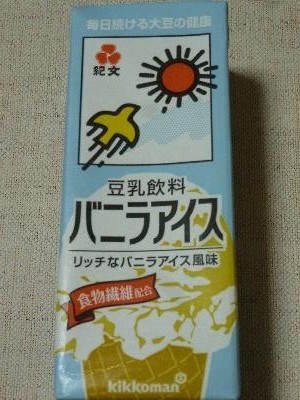 毎日続ける大豆の健康
紀文
豆乳飲料
バニラアイス
リッチなバニラアイス風味
食物繊維配合
kikkoman